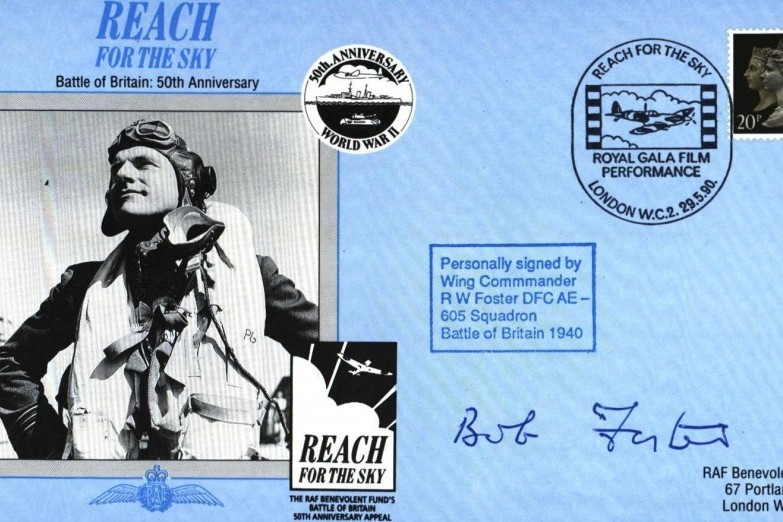 REACH
FOR THE SKY
Battle of Britain: 50th Anniversary
50th. ANNIVERSARY
WORLD WAR II
REACH FOR THE SKY
ROYAL GALA FILM
PERFORMANCE
LONDON W.C.2. 29.5.90.
20P
Personally signed by
Wing Commmander
R W Foster DFC AE –
605 Squadron
Battle of Britain 1940
PG
REACH
FOR THE SKY
THE RAF BENEVOLENT FUND'S
BATTLE OF BRITAIN
50TH ANNIVERSARY APPEAL
RAF
Bob Foster
RAF Benevole
67 Portla
London W